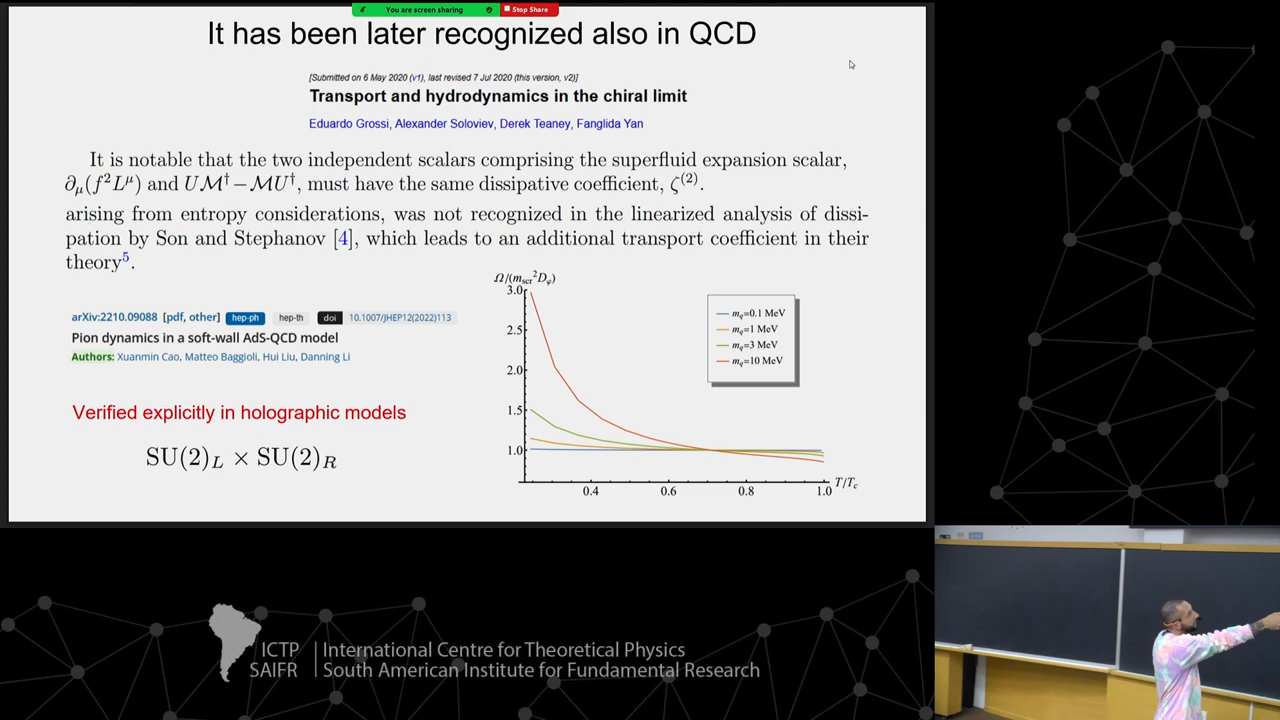 You are screen sharing
Stop Share
It has been later recognized also in QCD
[Submitted on 6 May 2020 (v1), last revised 7 Jul 2020 (this version, v2)]
Transport and hydrodynamics in the chiral limit
Eduardo Grossi, Alexander Soloviev, Derek Teaney, Fanglida Yan
It is notable that the two independent scalars comprising the superfluid expansion scalar,
∂μ(f²Lᵘ) and UM† − MU†, must have the same dissipative coefficient, ζ⁽²⁾.
arising from entropy considerations, was not recognized in the linearized analysis of dissi-
pation by Son and Stephanov [4], which leads to an additional transport coefficient in their
theory⁵.
arXiv:2210.09088 [pdf, other] hep-ph hep-th doi 10.1007/JHEP12(2022)113
Pion dynamics in a soft-wall AdS-QCD model
Authors: Xuanmin Cao, Matteo Baggioli, Hui Liu, Danning Li
Verified explicitly in holographic models
SU(2)L × SU(2)R
Ω/(mscr²Dφ)
3.0
2.5
2.0
1.5
1.0
0.4 0.6 0.8 1.0
T/Tc
mq=0.1 MeV
mq=1 MeV
mq=3 MeV
mq=10 MeV
ICTP International Centre for Theoretical Physics
SAIFR South American Institute for Fundamental Research